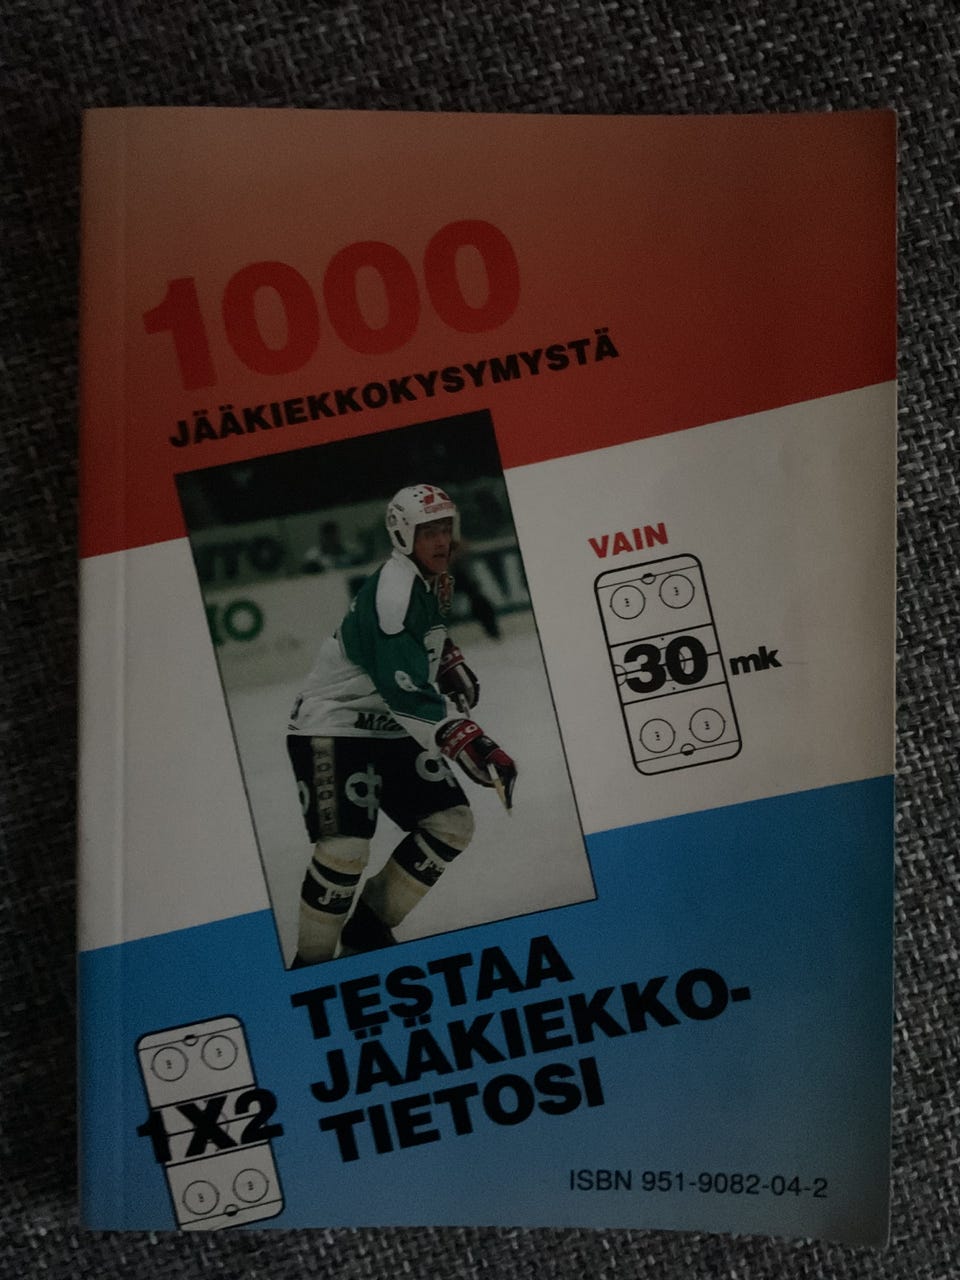 1000
JÄÄKIEKKOKYSYMYSTÄ
VAIN
30 mk
TESTAA
JÄÄKIEKKO-
TIETOSI
1X2
ISBN 951-9082-04-2